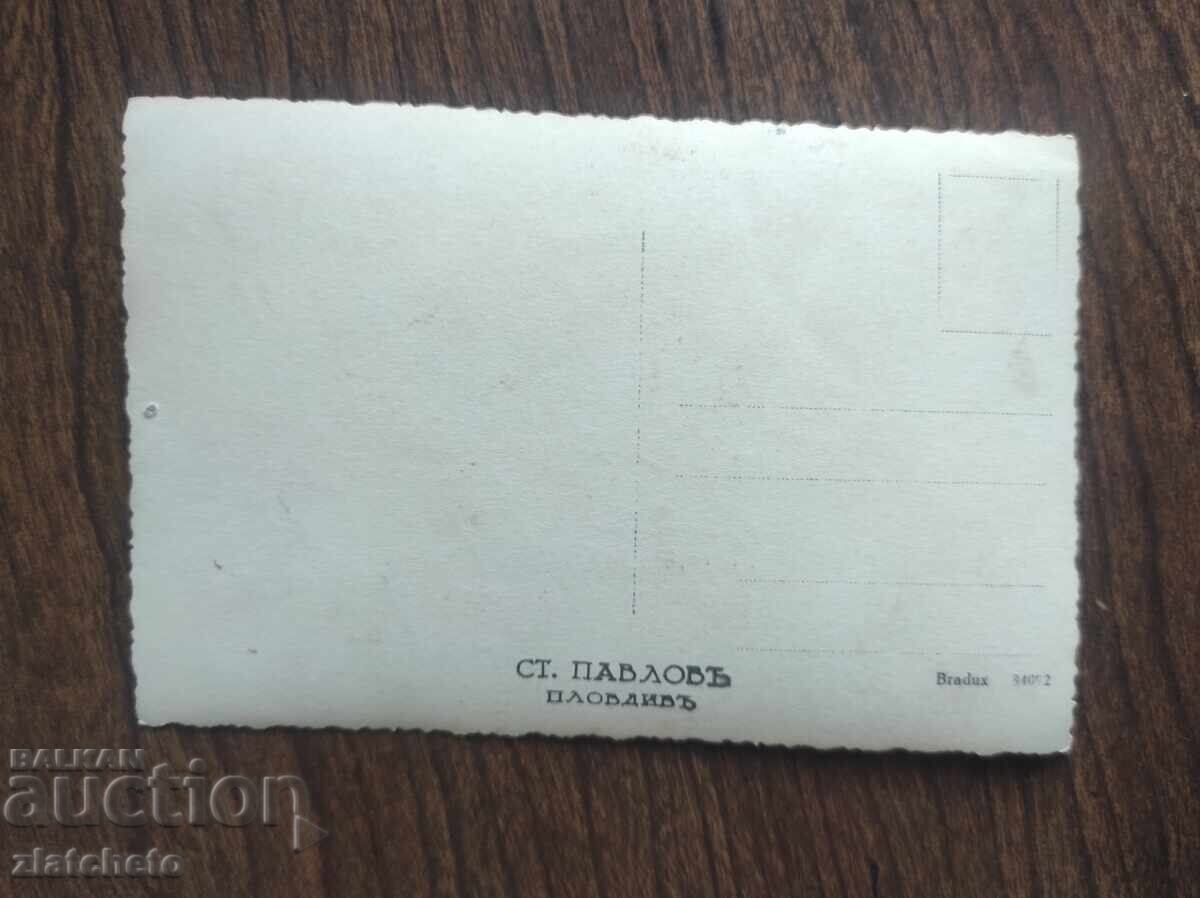 СТ. ПАВЛОВЪ
ПЛОВДИВЪ
Bradux
BALKAN
auction
zlatcheto